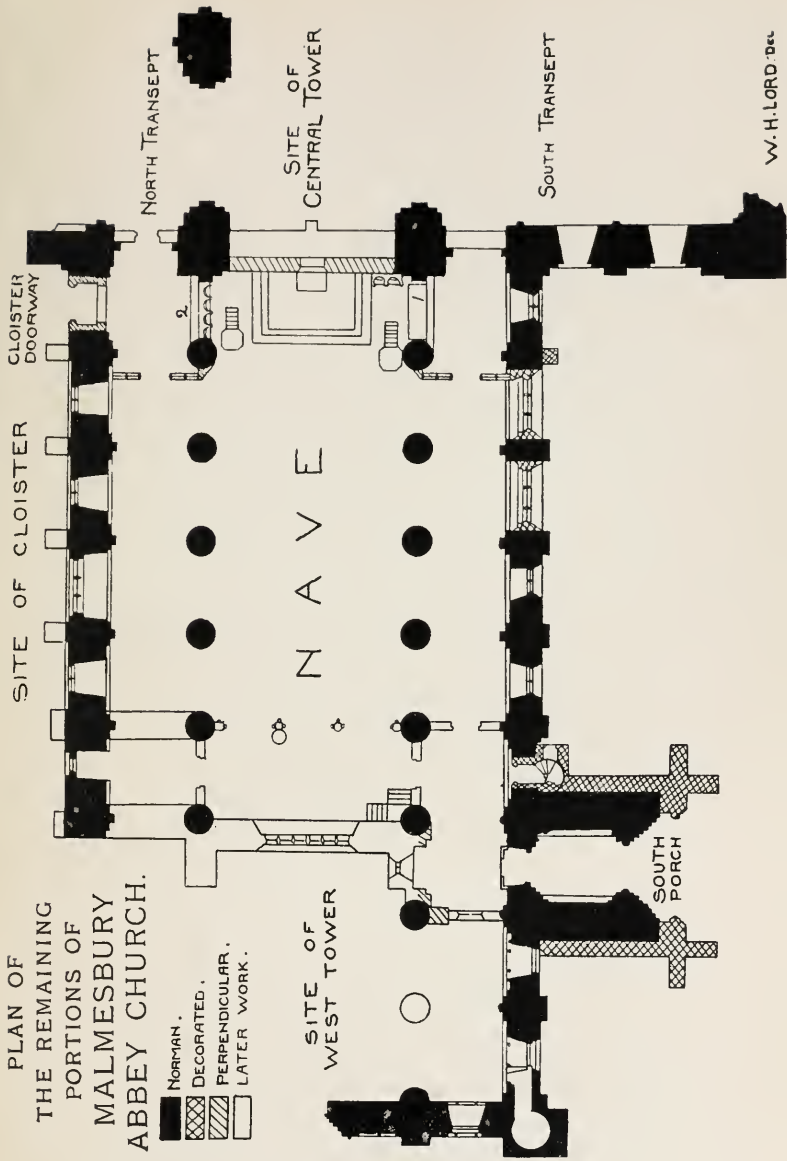 PLAN OF
THE REMAINING
PORTIONS OF
MALMESBURY
ABBEY CHURCH.
NORMAN.
DECORATED.
PERPENDICULAR.
LATER WORK.
SITE OF CLOISTER
CLOISTER
DOORWAY
NORTH TRANSEPT
SITE OF
CENTRAL TOWER
SOUTH TRANSEPT
2
1
NAVE
SITE OF
WEST TOWER
SOUTH
PORCH
W.H.LORD:DEL